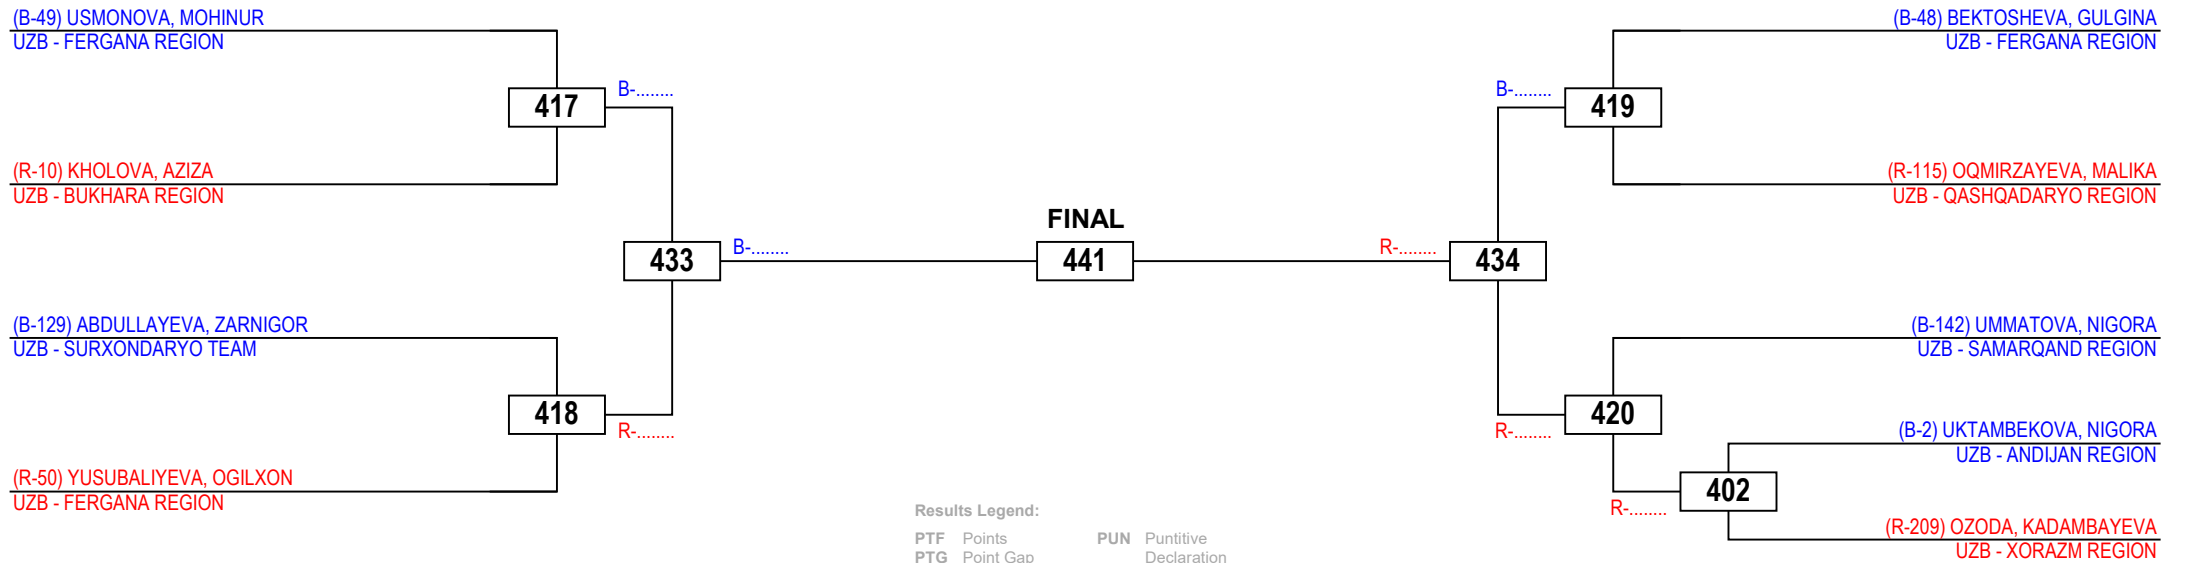 (B-49) USMONOVA, MOHINUR
UZB - FERGANA REGION
417
B-........
(R-10) KHOLOVA, AZIZA
UZB - BUKHARA REGION
433
B-........
(B-129) ABDULLAYEVA, ZARNIGOR
UZB - SURXONDARYO TEAM
418
R-........
(R-50) YUSUBALIYEVA, OGILXON
UZB - FERGANA REGION
FINAL
441
(B-48) BEKTOSHEVA, GULGINA
UZB - FERGANA REGION
B-........
419
(R-115) OQMIRZAYEVA, MALIKA
UZB - QASHQADARYO REGION
R-........
434
(B-142) UMMATOVA, NIGORA
UZB - SAMARQAND REGION
420
R-........
(B-2) UKTAMBEKOVA, NIGORA
UZB - ANDIJAN REGION
402
R-........
(R-209) OZODA, KADAMBAYEVA
UZB - XORAZM REGION
Results Legend:
PTF Points PUN Puntitive
PTG Point Gap Declaration